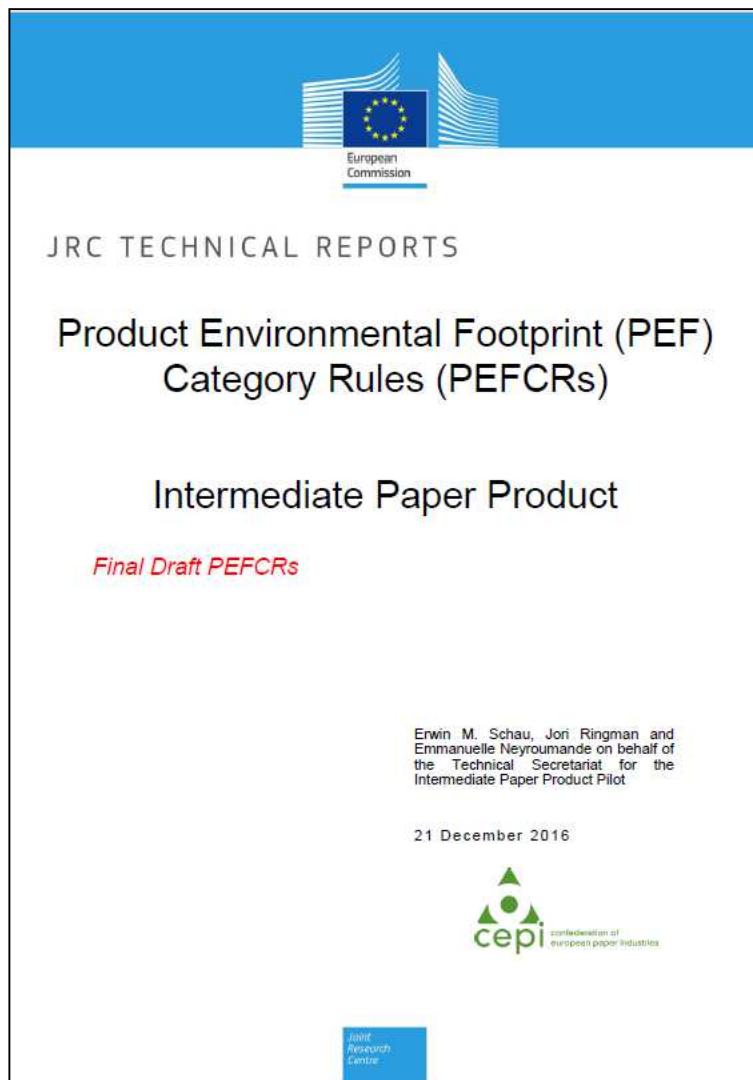 European
Commission
JRC TECHNICAL REPORTS
Product Environmental Footprint (PEF)
Category Rules (PEFCRs)
Intermediate Paper Product
Final Draft PEFCRs
Erwin M. Schau, Jori Ringman and
Emmanuelle Neyroumande on behalf of
the Technical Secretariat for the
Intermediate Paper Product Pilot
21 December 2016
cepi
confederation of
european paper industries
Joint
Research
Centre